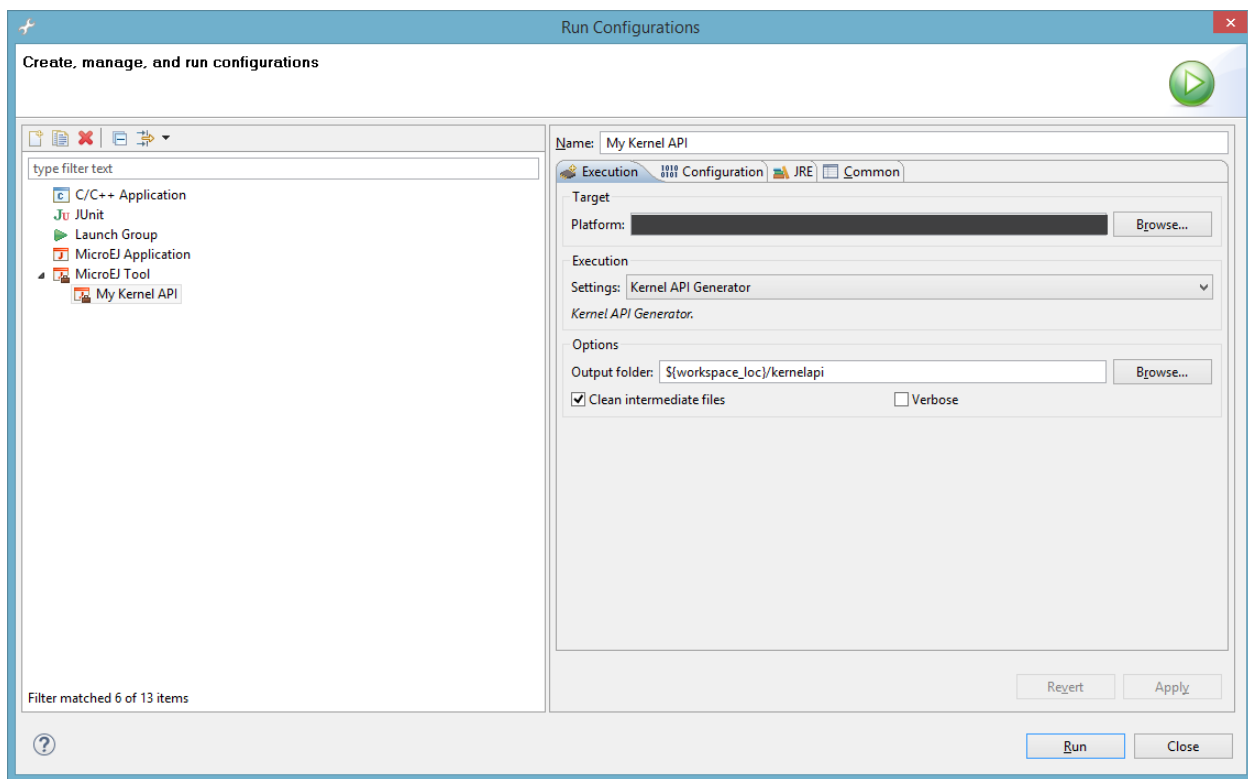 Run Configurations
Create, manage, and run configurations
type filter text
C/C++ Application
JUnit
Launch Group
MicroEJ Application
MicroEJ Tool
My Kernel API
Filter matched 6 of 13 items
Name: My Kernel API
Execution Configuration JRE Common
Target
Platform: Browse...
Execution
Settings: Kernel API Generator
Kernel API Generator.
Options
Output folder: ${workspace_loc}/kernelapi Browse...
Clean intermediate files Verbose
Revert Apply
Run Close